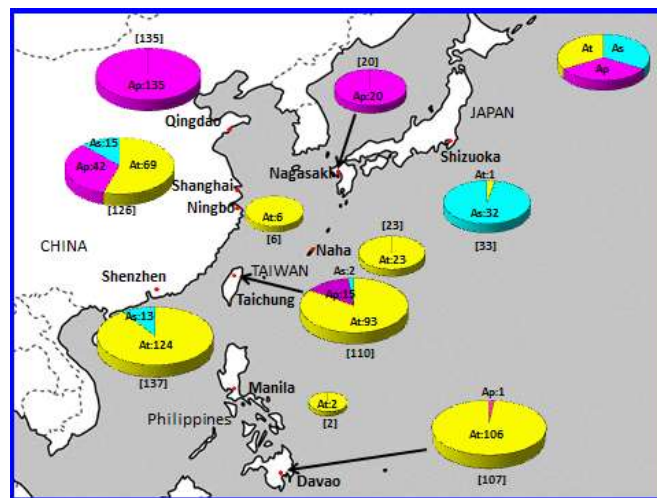 [135]
Ap:135
Qingdao
[20]
Ap:20
At
As
Ap
JAPAN
Nagasaki
Shizuoka
As:15
Ap:42
At:69
[126]
Shanghai
Ningbo
At:6
[6]
At:1
As:32
[33]
CHINA
Naha
[23]
At:23
Shenzhen
TAIWAN
Taichung
As:2
Ap:15
At:93
[110]
As:13
At:124
[137]
Manila
Philippines
At:2
[2]
Ap:1
At:106
[107]
Davao